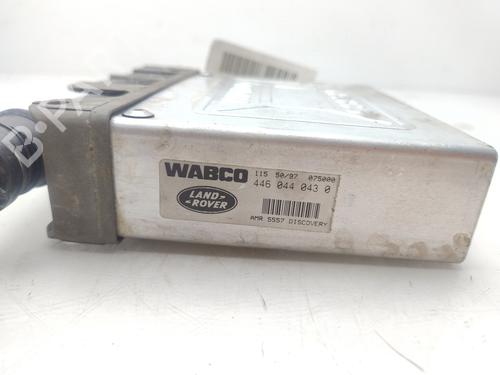 WABCO
115 50/97 075000
446 044 043 0
LAND
ROVER
AMR 5557 DISCOVERY